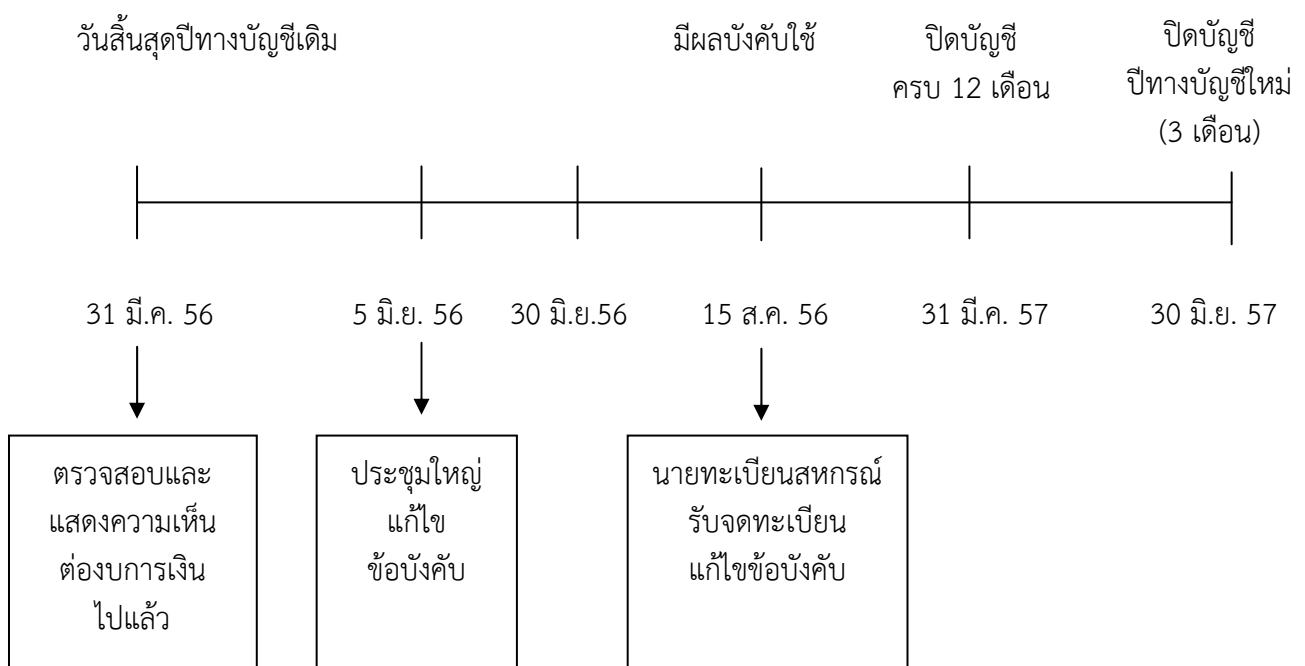 วันสิ้นสุดปีทางบัญชีเดิม
มีผลบังคับใช้
ปิดบัญชี
ครบ 12 เดือน
ปิดบัญชี
ปีทางบัญชีใหม่
(3 เดือน)
31 มี.ค. 56
5 มิ.ย. 56
30 มิ.ย.56
15 ส.ค. 56
31 มี.ค. 57
30 มิ.ย. 57
ตรวจสอบและ
แสดงความเห็น
ต่องบการเงิน
ไปแล้ว
ประชุมใหญ่
แก้ไข
ข้อบังคับ
นายทะเบียนสหกรณ์
รับจดทะเบียน
แก้ไขข้อบังคับ